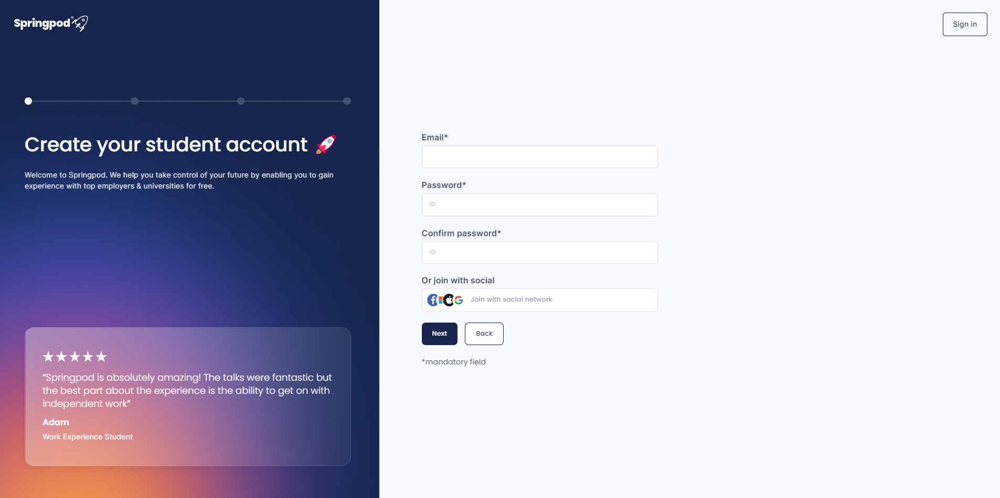 Springpod®
Sign in
Create your student account
Welcome to Springpod. We help you take control of your future by enabling you to gain
experience with top employers & universities for free.
“Springpod is absolutely amazing! The talks were fantastic but
the best part about the experience is the ability to get on with
independent work”
Adam
Work Experience Student
Email*
Password*
Confirm password*
Or join with social
Join with social network
Next
Back
*mandatory field